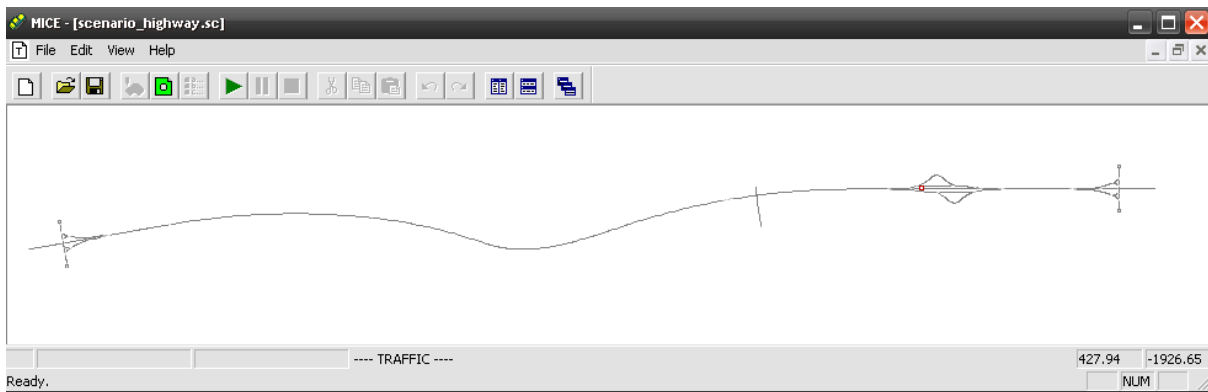 MICE - [scenario_highway.sc]
File Edit View Help
---- TRAFFIC ---- 427.94 -1926.65
Ready. NUM